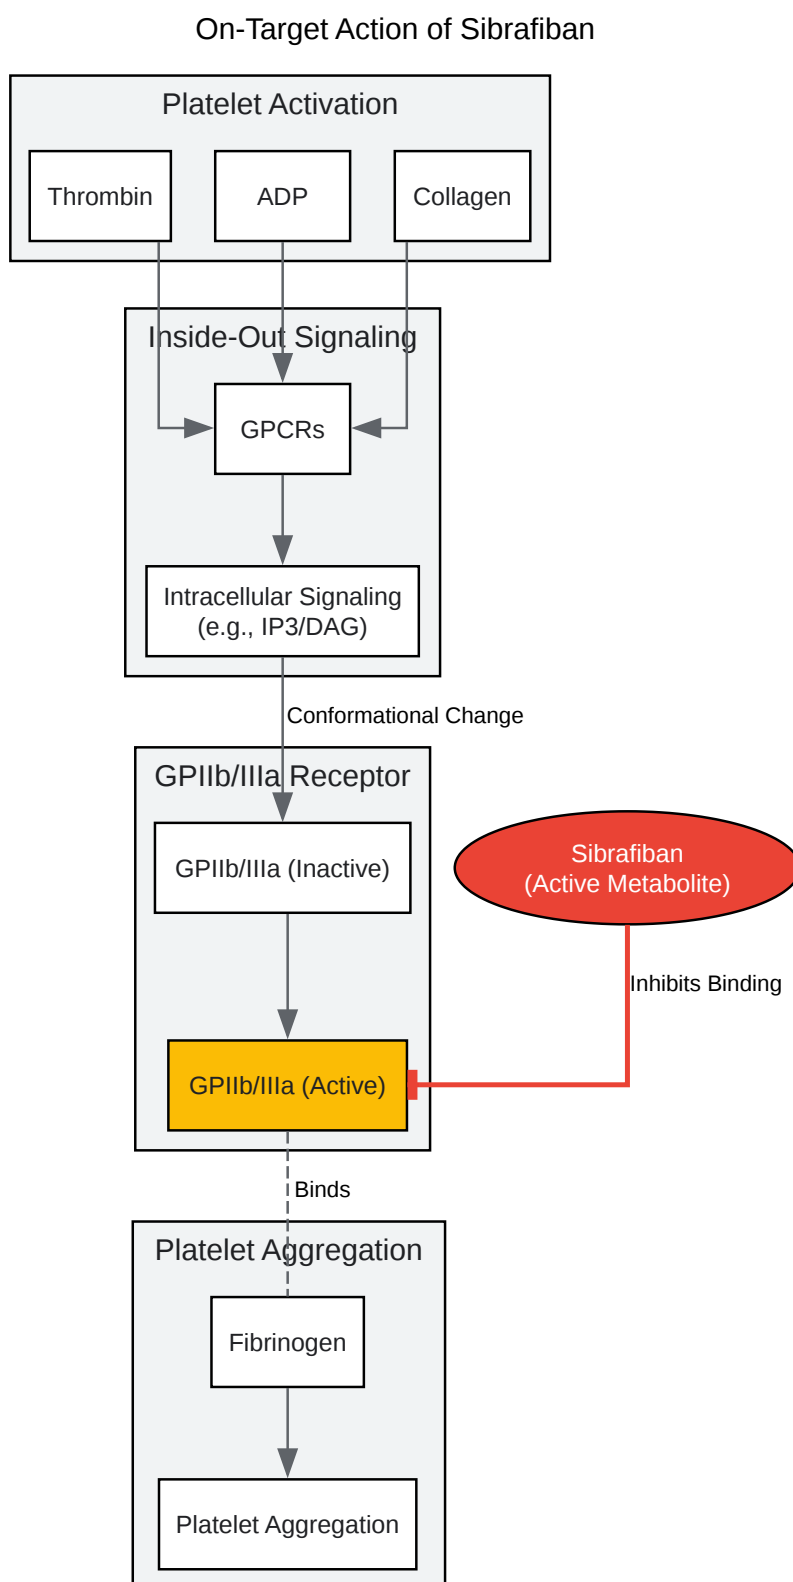 On-Target Action of Sibrafiban
Platelet Activation
Thrombin
ADP
Collagen
Inside-Out Signaling
GPCRs
Intracellular Signaling
(e.g., IP3/DAG)
Conformational Change
GPIIb/IIIa Receptor
GPIIb/IIIa (Inactive)
Sibrafiban
(Active Metabolite)
Inhibits Binding
GPIIb/IIIa (Active)
Binds
Platelet Aggregation
Fibrinogen
Platelet Aggregation